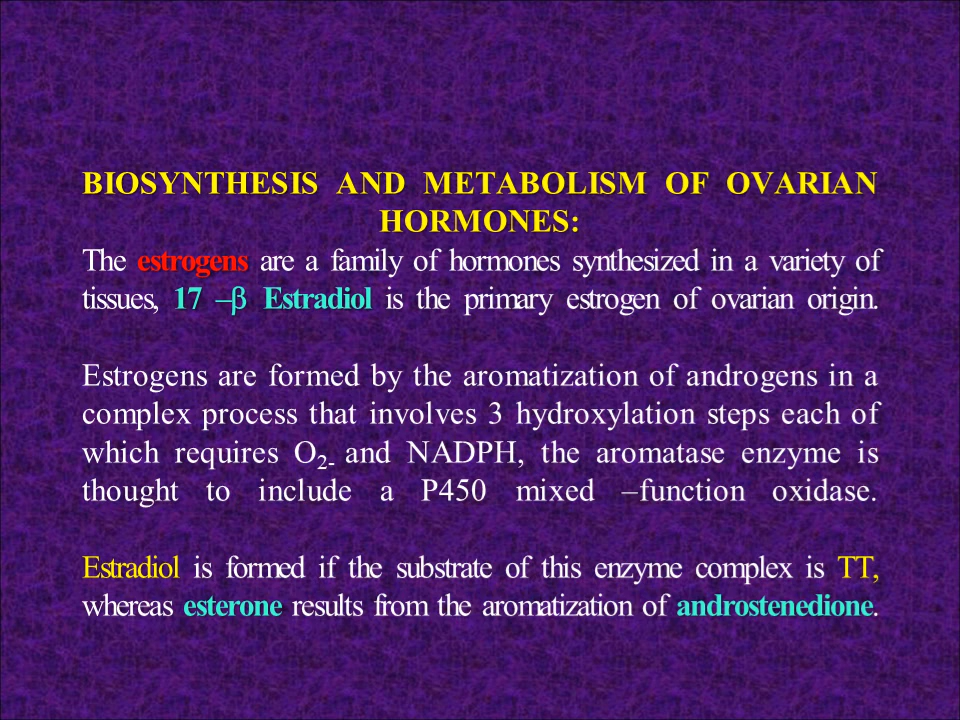 BIOSYNTHESIS AND METABOLISM OF OVARIAN
HORMONES:
The estrogens are a family of hormones synthesized in a variety of
tissues, 17 –β Estradiol is the primary estrogen of ovarian origin.
Estrogens are formed by the aromatization of androgens in a
complex process that involves 3 hydroxylation steps each of
which requires O2- and NADPH, the aromatase enzyme is
thought to include a P450 mixed –function oxidase.
Estradiol is formed if the substrate of this enzyme complex is TT,
whereas esterone results from the aromatization of androstenedione.